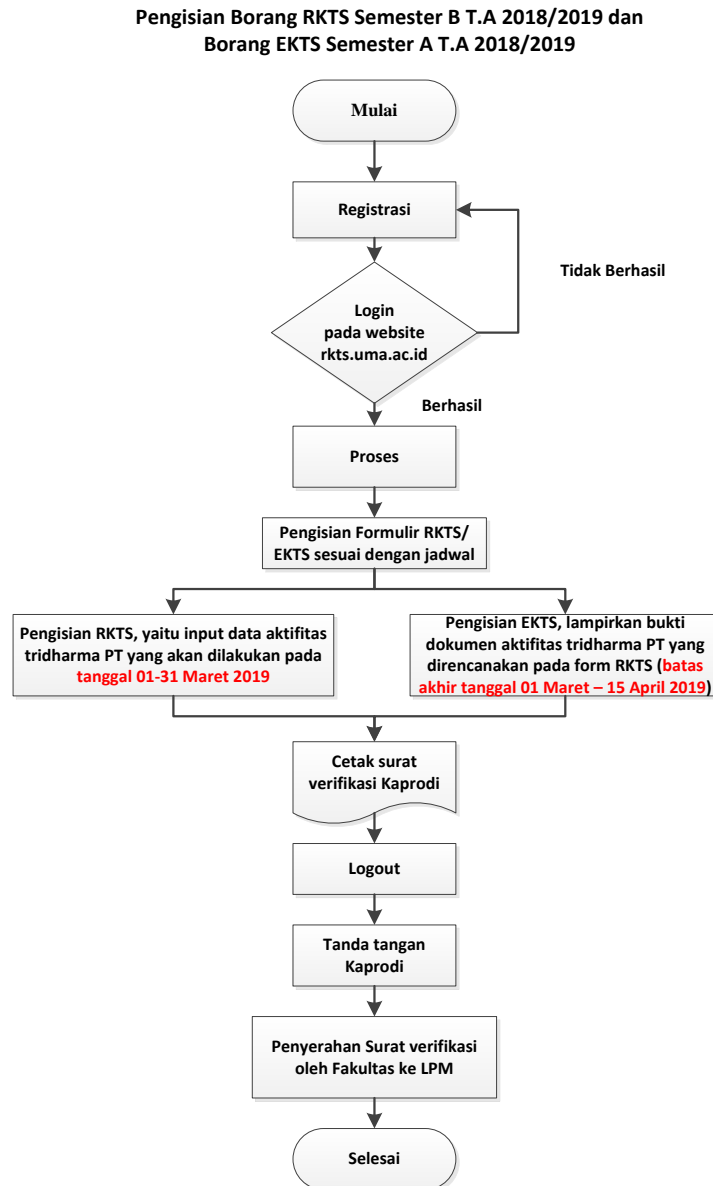 Pengisian Borang RKTS Semester B T.A 2018/2019 dan
Borang EKTS Semester A T.A 2018/2019
Mulai
Registrasi
Tidak Berhasil
Login
pada website
rkts.uma.ac.id
Berhasil
Proses
Pengisian Formulir RKTS/
EKTS sesuai dengan jadwal
Pengisian RKTS, yaitu input data aktifitas
tridharma PT yang akan dilakukan pada
tanggal 01-31 Maret 2019
Pengisian EKTS, lampirkan bukti
dokumen aktifitas tridharma PT yang
direncanakan pada form RKTS (batas
akhir tanggal 01 Maret – 15 April 2019)
Cetak surat
verifikasi Kaprodi
Logout
Tanda tangan
Kaprodi
Penyerahan Surat verifikasi
oleh Fakultas ke LPM
Selesai